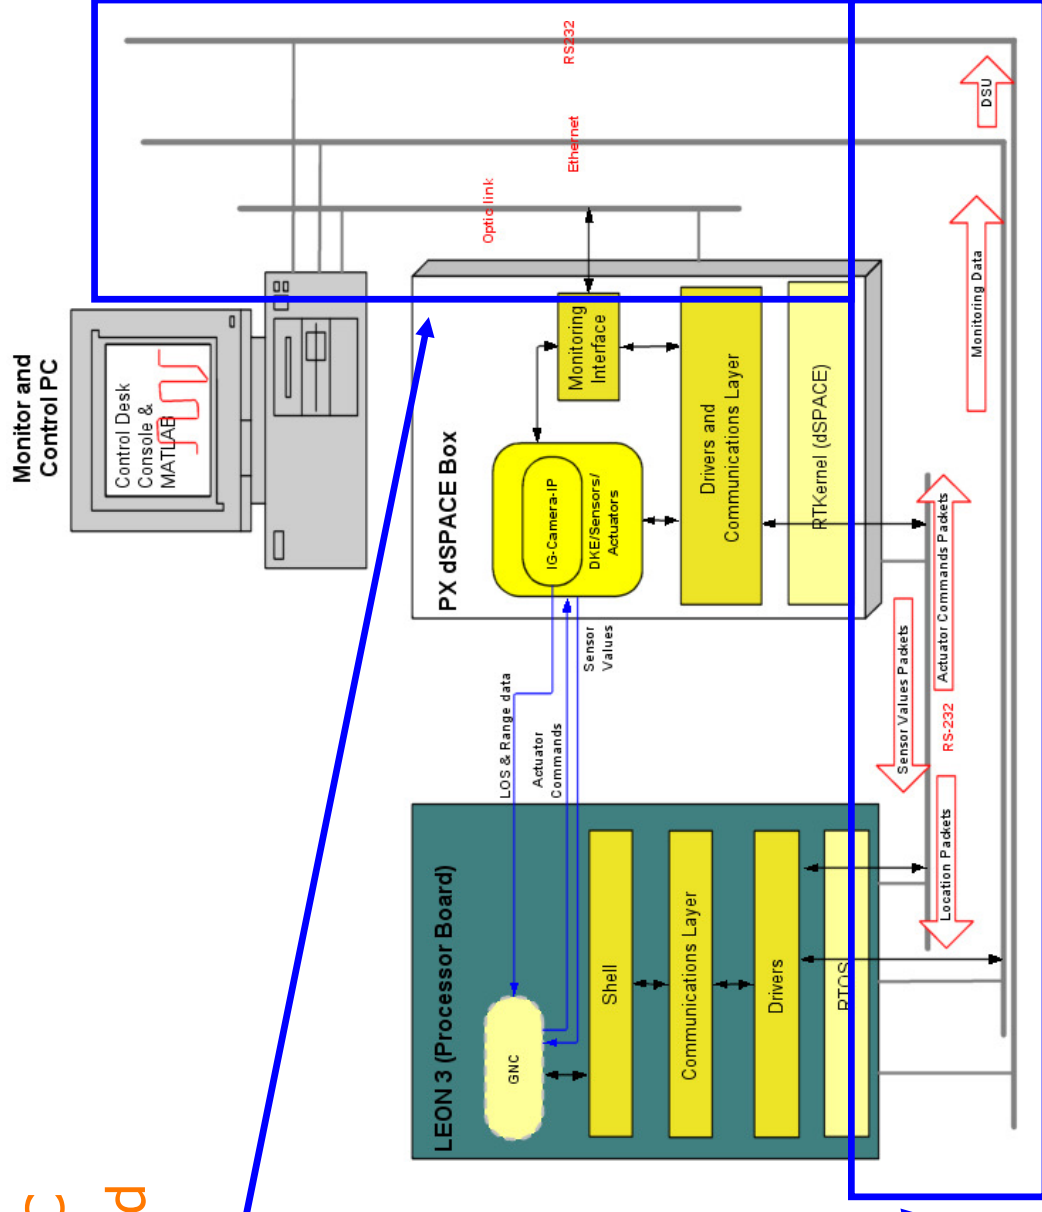 Monitor and
Control PC
Control Desk
Console &
MATLAB
RS232
Ethernet
Optic link
PX dSPACE Box
IG-Camera-IP
DKE/Sensors/
Actuators
Monitoring
Interface
Drivers and
Communications Layer
RTKernel (dSPACE)
LOS & Range data
Actuator
Commands
Sensor
Values
LEON 3 (Processor Board)
GNC
Shell
Communications Layer
Drivers
RTOS
Sensor Values Packets
RS-232
Actuator Commands Packets
Location Packets
Monitoring Data
DSU
C
d